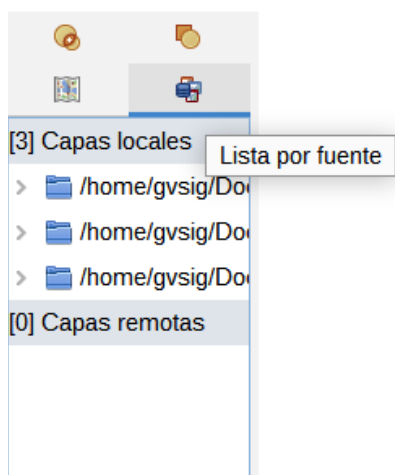 [3] Capas locales
Lista por fuente
/home/gvsig/Do
/home/gvsig/Do
/home/gvsig/Do
[0] Capas remotas